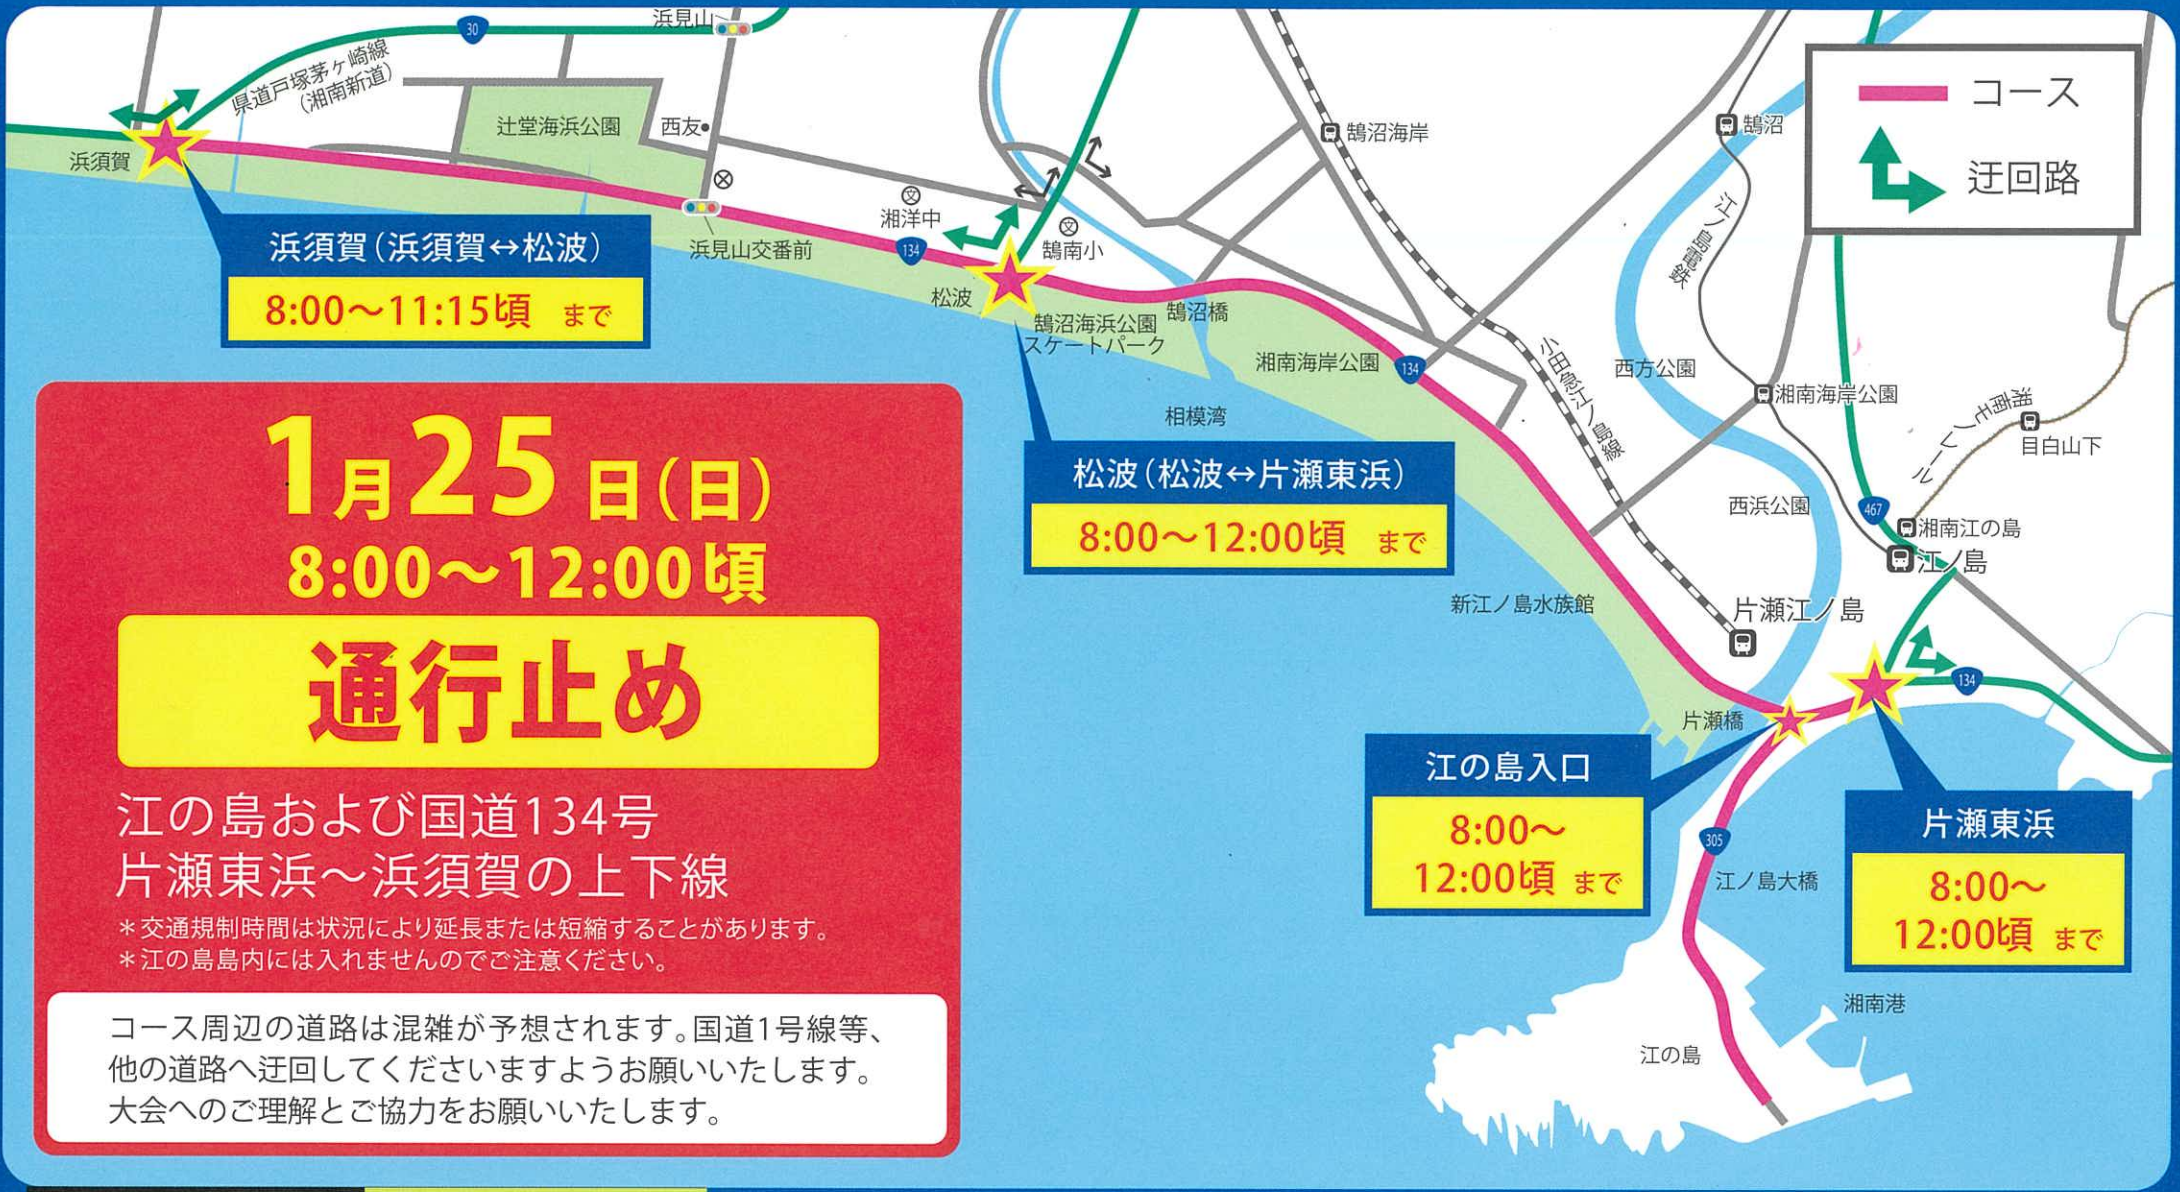 浜見山
30
県道戸塚茅ヶ崎線
(湘南新道)
浜須賀
辻堂海浜公園
西友
浜見山交番前
文
湘洋中
134
文
鵠南小
松波
鵠沼海浜公園
スケートパーク
鵠沼橋
鵠沼海岸
湘南海岸公園
134
相模湾
小田急江ノ島線
鵠沼
江ノ島電鉄
コース
迂回路
西方公園
湘南海岸公園
湘南モノレール
目白山下
西浜公園
467
湘南江の島
江ノ島
新江ノ島水族館
片瀬江ノ島
134
片瀬橋
305
江ノ島大橋
湘南港
江の島
浜須賀(浜須賀↔松波)
8:00〜11:15頃 まで
松波(松波↔片瀬東浜)
8:00〜12:00頃 まで
江の島入口
8:00〜
12:00頃 まで
片瀬東浜
8:00〜
12:00頃 まで
1月25日(日)
8:00〜12:00頃
通行止め
江の島および国道134号
片瀬東浜〜浜須賀の上下線
＊交通規制時間は状況により延長または短縮することがあります。
＊江の島島内には入れませんのでご注意ください。
コース周辺の道路は混雑が予想されます。国道1号線等、
他の道路へ迂回してくださいますようお願いいたします。
大会へのご理解とご協力をお願いいたします。